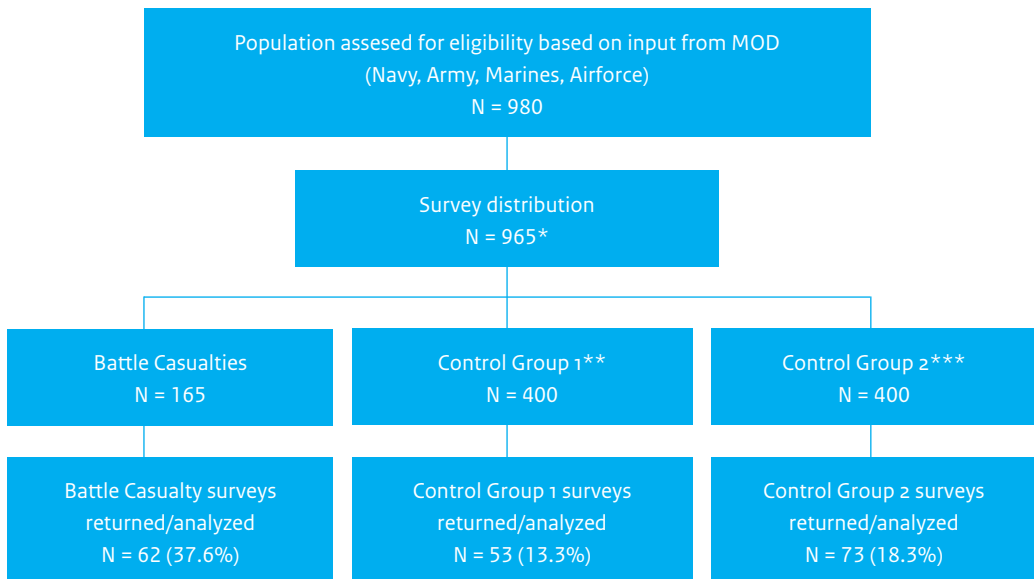 Population assesed for eligibility based on input from MOD
(Navy, Army, Marines, Airforce)
N = 980
Survey distribution
N = 965*
Battle Casualties
N = 165
Control Group 1**
N = 400
Control Group 2***
N = 400
Battle Casualty surveys
returned/analyzed
N = 62 (37.6%)
Control Group 1 surveys
returned/analyzed
N = 53 (13.3%)
Control Group 2 surveys
returned/analyzed
N = 73 (18.3%)